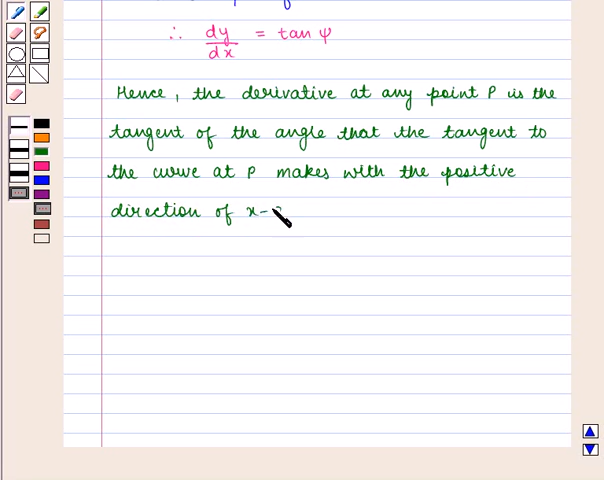 ∴ dy/dx = tan ψ
Hence, the derivative at any point P is the
tangent of the angle that the tangent to
the curve at P makes with the positive
direction of x-